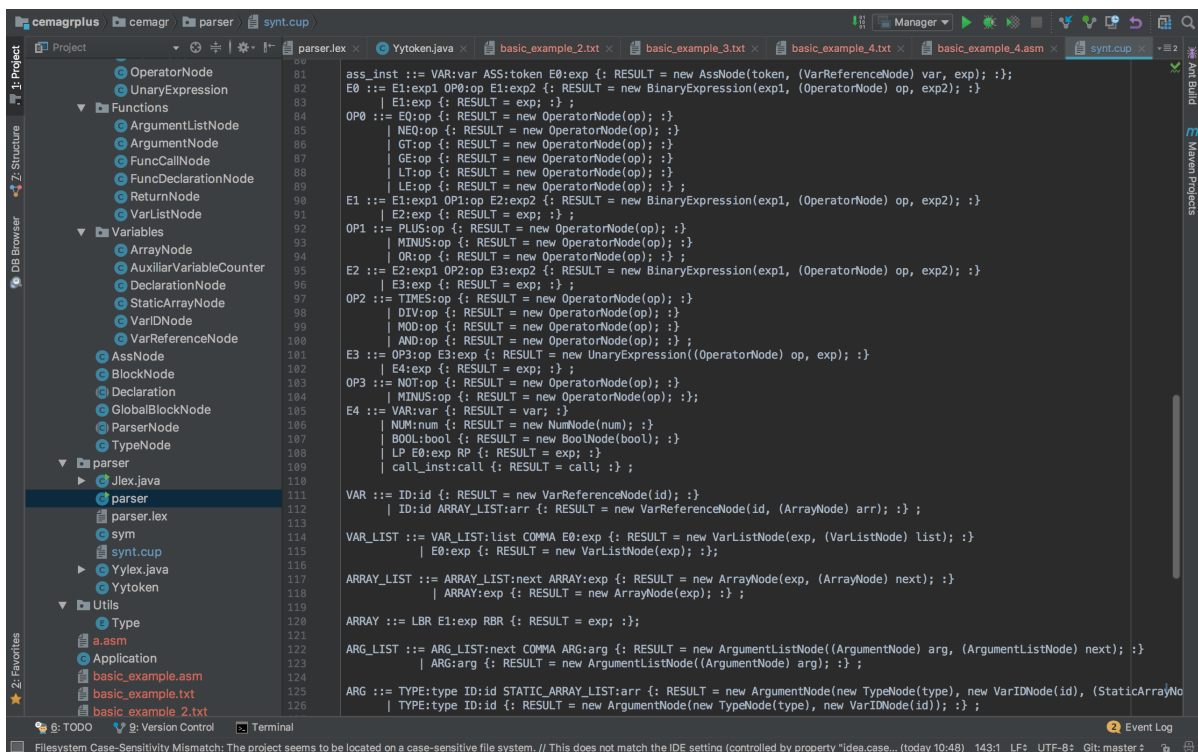 cemagrplus
cemagr
parser
synt.cup
Manager
Project
parser.lex ×
Yytoken.java ×
basic_example_2.txt ×
basic_example_3.txt ×
basic_example_4.txt ×
basic_example_4.asm ×
synt.cup ×
1: Project
Z: Structure
DB Browser
2: Favorites
Ant Build
Maven Projects
OperatorNode
UnaryExpression
Functions
ArgumentListNode
ArgumentNode
FuncCallNode
FuncDeclarationNode
ReturnNode
VarListNode
Variables
ArrayNode
AuxiliarVariableCounter
DeclarationNode
StaticArrayNode
VarIDNode
VarReferenceNode
AssNode
BlockNode
Declaration
GlobalBlockNode
ParserNode
TypeNode
parser
Jlex.java
parser
parser.lex
sym
synt.cup
Yylex.java
Yytoken
Utils
Type
a.asm
Application
basic_example.asm
basic_example.txt
basic_example_2.txt
80
81 ass_inst ::= VAR:var ASS:token E0:exp {: RESULT = new AssNode(token, (VarReferenceNode) var, exp); :};
82 E0 ::= E1:exp1 OP0:op E1:exp2 {: RESULT = new BinaryExpression(exp1, (OperatorNode) op, exp2); :}
83 | E1:exp {: RESULT = exp; :} ;
84 OP0 ::= EQ:op {: RESULT = new OperatorNode(op); :}
85 | NEQ:op {: RESULT = new OperatorNode(op); :}
86 | GT:op {: RESULT = new OperatorNode(op); :}
87 | GE:op {: RESULT = new OperatorNode(op); :}
88 | LT:op {: RESULT = new OperatorNode(op); :}
89 | LE:op {: RESULT = new OperatorNode(op); :} ;
90 E1 ::= E1:exp1 OP1:op E2:exp2 {: RESULT = new BinaryExpression(exp1, (OperatorNode) op, exp2); :}
91 | E2:exp {: RESULT = exp; :} ;
92 OP1 ::= PLUS:op {: RESULT = new OperatorNode(op); :}
93 | MINUS:op {: RESULT = new OperatorNode(op); :}
94 | OR:op {: RESULT = new OperatorNode(op); :} ;
95 E2 ::= E2:exp1 OP2:op E3:exp2 {: RESULT = new BinaryExpression(exp1, (OperatorNode) op, exp2); :}
96 | E3:exp {: RESULT = exp; :} ;
97 OP2 ::= TIMES:op {: RESULT = new OperatorNode(op); :}
98 | DIV:op {: RESULT = new OperatorNode(op); :}
99 | MOD:op {: RESULT = new OperatorNode(op); :}
100 | AND:op {: RESULT = new OperatorNode(op); :} ;
101 E3 ::= OP3:op E3:exp {: RESULT = new UnaryExpression((OperatorNode) op, exp); :}
102 | E4:exp {: RESULT = exp; :} ;
103 OP3 ::= NOT:op {: RESULT = new OperatorNode(op); :}
104 | MINUS:op {: RESULT = new OperatorNode(op); :};
105 E4 ::= VAR:var {: RESULT = var; :}
106 | NUM:num {: RESULT = new NumNode(num); :}
107 | BOOL:bool {: RESULT = new BoolNode(bool); :}
108 | LP E0:exp RP {: RESULT = exp; :}
109 | call_inst:call {: RESULT = call; :} ;
110
111 VAR ::= ID:id {: RESULT = new VarReferenceNode(id); :}
112 | ID:id ARRAY_LIST:arr {: RESULT = new VarReferenceNode(id, (ArrayNode) arr); :} ;
113
114 VAR_LIST ::= VAR_LIST:list COMMA E0:exp {: RESULT = new VarListNode(exp, (VarListNode) list); :}
115 | E0:exp {: RESULT = new VarListNode(exp); :};
116
117 ARRAY_LIST ::= ARRAY_LIST:next ARRAY:exp {: RESULT = new ArrayNode(exp, (ArrayNode) next); :}
118 | ARRAY:exp {: RESULT = new ArrayNode(exp); :} ;
119
120 ARRAY ::= LBR E1:exp RBR {: RESULT = exp; :};
121
122 ARG_LIST ::= ARG_LIST:next COMMA ARG:arg {: RESULT = new ArgumentListNode((ArgumentNode) arg, (ArgumentListNode) next); :}
123 | ARG:arg {: RESULT = new ArgumentListNode((ArgumentNode) arg); :} ;
124
125 ARG ::= TYPE:type ID:id STATIC_ARRAY_LIST:arr {: RESULT = new ArgumentNode(new TypeNode(type), new VarIDNode(id), (StaticArrayNo
126 | TYPE:type ID:id {: RESULT = new ArgumentNode(new TypeNode(type), new VarIDNode(id)); :} ;
6: TODO
9: Version Control
Terminal
2 Event Log
Filesystem Case-Sensitivity Mismatch: The project seems to be located on a case-sensitive file system. // This does not match the IDE setting (controlled by property "idea.case... (today 10:48)
143:1 LF÷ UTF-8÷ Git: master ÷